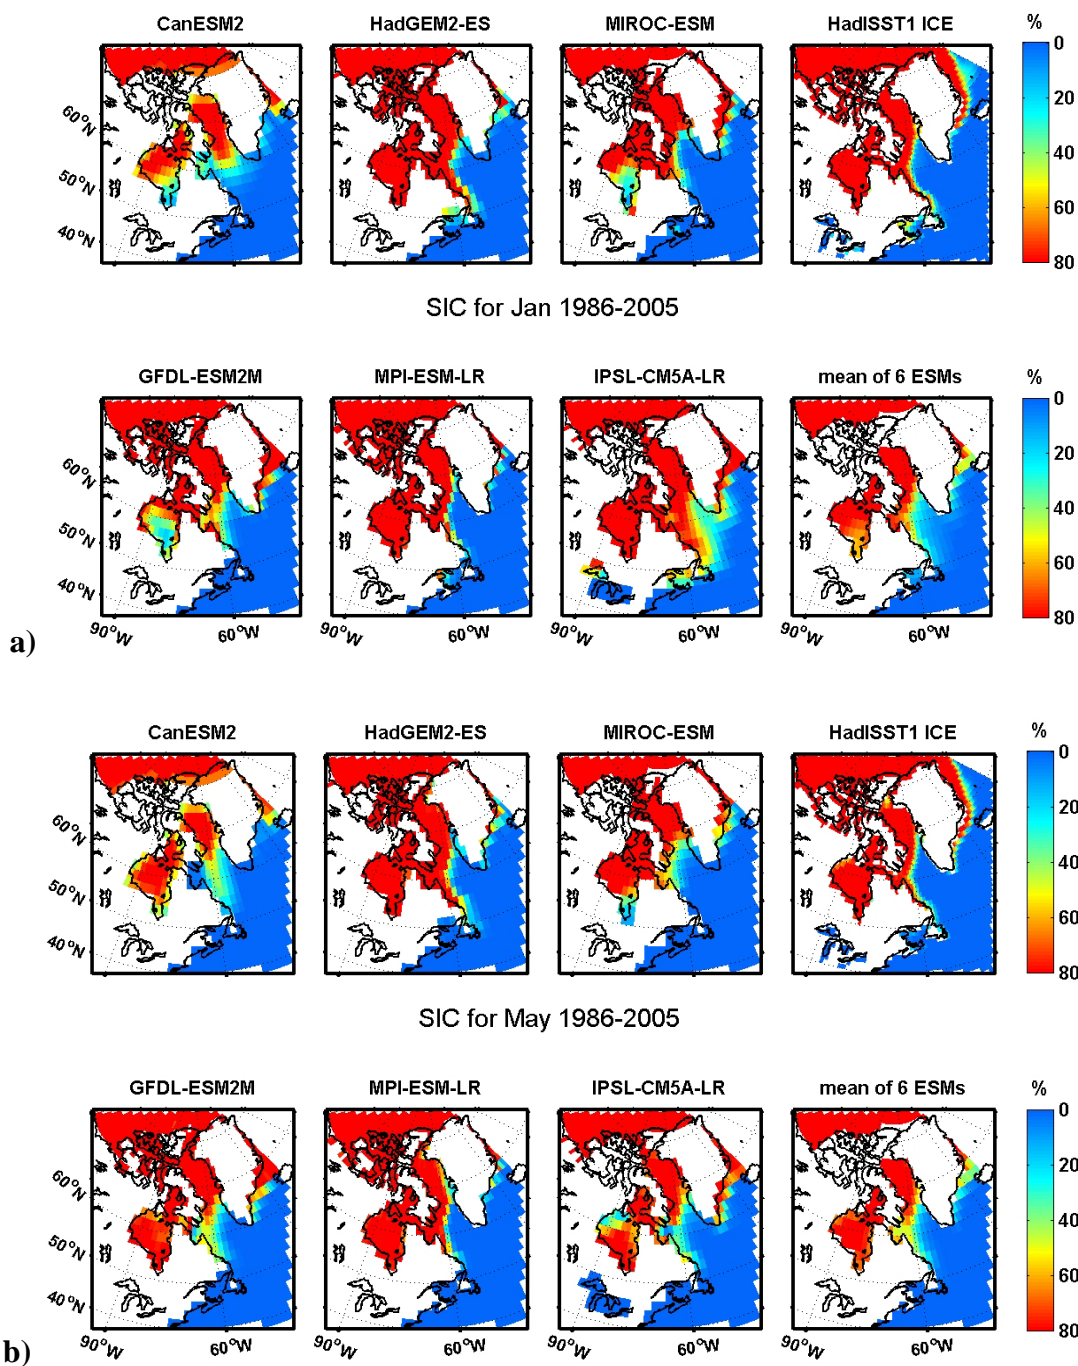 CanESM2 HadGEM2-ES MIROC-ESM HadISST1 ICE %
0
20
40
60
80
60°N
50°N
40°N
SIC for Jan 1986-2005
GFDL-ESM2M MPI-ESM-LR IPSL-CM5A-LR mean of 6 ESMs %
0
20
40
60
80
60°N
50°N
40°N
90°W 60°W 90°W 60°W 90°W 60°W 90°W 60°W
a)
CanESM2 HadGEM2-ES MIROC-ESM HadISST1 ICE %
0
20
40
60
80
60°N
50°N
40°N
SIC for May 1986-2005
GFDL-ESM2M MPI-ESM-LR IPSL-CM5A-LR mean of 6 ESMs %
0
20
40
60
80
60°N
50°N
40°N
90°W 60°W 90°W 60°W 90°W 60°W 90°W 60°W
b)